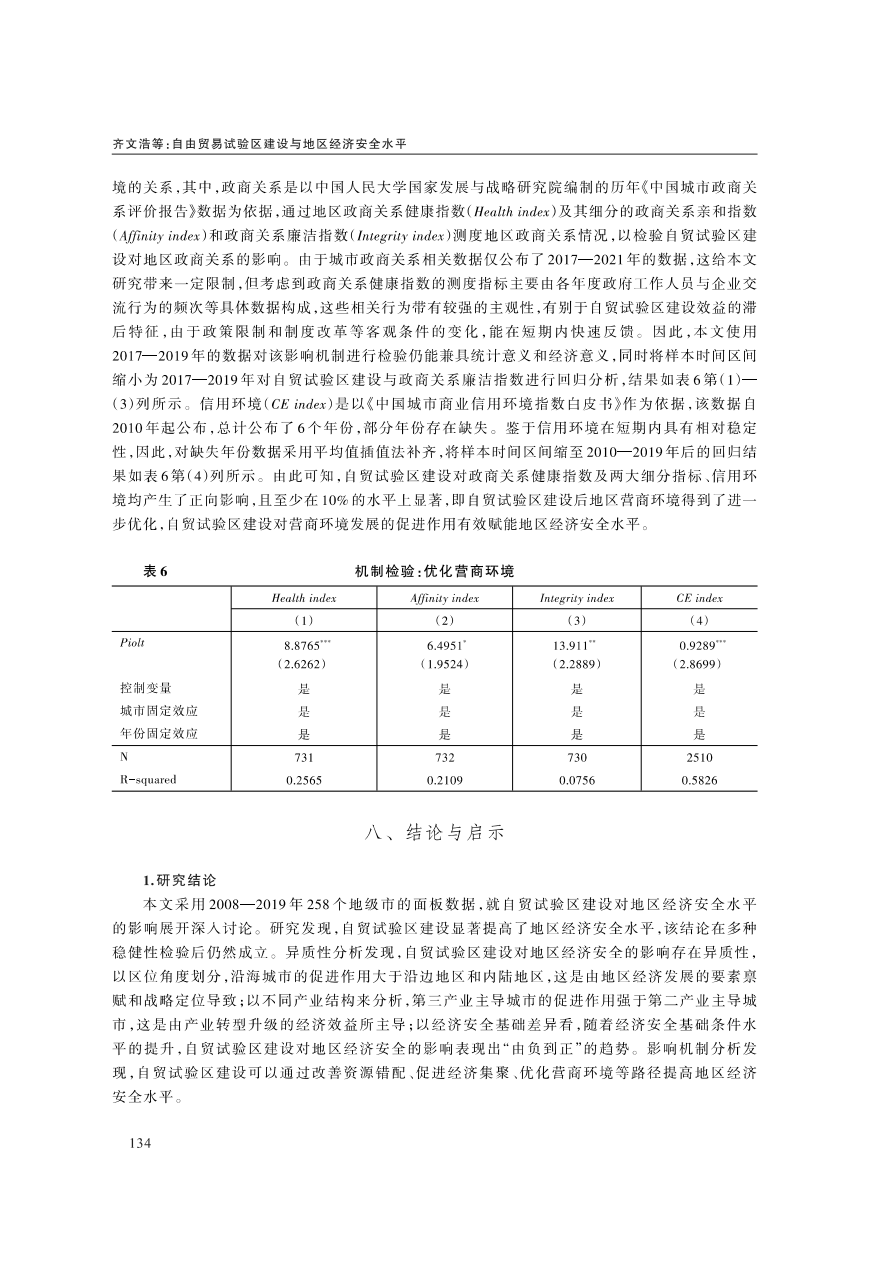 齐文浩等:自由贸易试验区建设与地区经济安全水平
境的关系,其中,政商关系是以中国人民大学国家发展与战略研究院编制的历年《中国城市政商关
系评价报告》数据为依据,通过地区政商关系健康指数(Health index)及其细分的政商关系亲和指数
(Affinity index)和政商关系廉洁指数(Integrity index)测度地区政商关系情况,以检验自贸试验区建
设对地区政商关系的影响。由于城市政商关系相关数据仅公布了2017—2021年的数据,这给本文
研究带来一定限制,但考虑到政商关系健康指数的测度指标主要由各年度政府工作人员与企业交
流行为的频次等具体数据构成,这些相关行为带有较强的主观性,有别于自贸试验区建设效益的滞
后特征,由于政策限制和制度改革等客观条件的变化,能在短期内快速反馈。因此,本文使用
2017—2019年的数据对该影响机制进行检验仍能兼具统计意义和经济意义,同时将样本时间区间
缩小为2017—2019年对自贸试验区建设与政商关系廉洁指数进行回归分析,结果如表6第(1)—
(3)列所示。信用环境(CE index)是以《中国城市商业信用环境指数白皮书》作为依据,该数据自
2010年起公布,总计公布了6个年份,部分年份存在缺失。鉴于信用环境在短期内具有相对稳定
性,因此,对缺失年份数据采用平均值插值法补齐,将样本时间区间缩至2010—2019年后的回归结
果如表6第(4)列所示。由此可知,自贸试验区建设对政商关系健康指数及两大细分指标、信用环
境均产生了正向影响,且至少在10%的水平上显著,即自贸试验区建设后地区营商环境得到了进一
步优化,自贸试验区建设对营商环境发展的促进作用有效赋能地区经济安全水平。
表6 机制检验:优化营商环境
Health index Affinity index Integrity index CE index
(1) (2) (3) (4)
Piolt 8.8765*** 6.4951* 13.911** 0.9289***
(2.6262) (1.9524) (2.2889) (2.8699)
控制变量 是 是 是 是
城市固定效应 是 是 是 是
年份固定效应 是 是 是 是
N 731 732 730 2510
R-squared 0.2565 0.2109 0.0756 0.5826
八、结论与启示
1.研究结论
本文采用2008—2019年258个地级市的面板数据,就自贸试验区建设对地区经济安全水平
的影响展开深入讨论。研究发现,自贸试验区建设显著提高了地区经济安全水平,该结论在多种
稳健性检验后仍然成立。异质性分析发现,自贸试验区建设对地区经济安全的影响存在异质性,
以区位角度划分,沿海城市的促进作用大于沿边地区和内陆地区,这是由地区经济发展的要素禀
赋和战略定位导致;以不同产业结构来分析,第三产业主导城市的促进作用强于第二产业主导城
市,这是由产业转型升级的经济效益所主导;以经济安全基础差异看,随着经济安全基础条件水
平的提升,自贸试验区建设对地区经济安全的影响表现出“由负到正”的趋势。影响机制分析发
现,自贸试验区建设可以通过改善资源错配、促进经济集聚、优化营商环境等路径提高地区经济
安全水平。
134